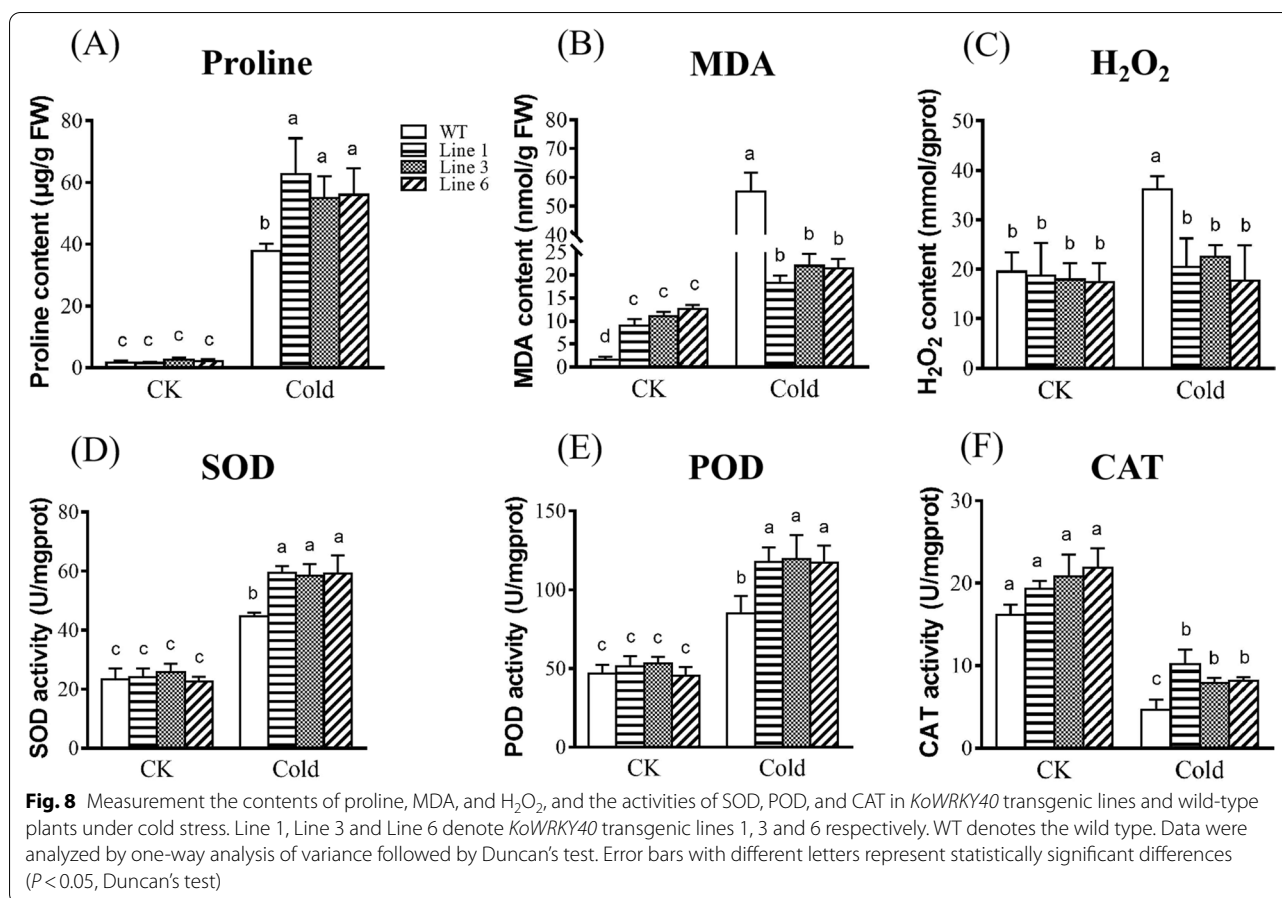 (A)
Proline
Proline content (µg/g FW)
80
60
40
20
0
c c c c
b a a a
CK Cold
WT
Line 1
Line 3
Line 6
(B)
MDA
MDA content (nmol/g FW)
80
70
60
50
40
25
20
15
10
5
0
d c c c
a b b b
CK Cold
(C)
H₂O₂
H₂O₂ content (mmol/gprot)
50
40
30
20
10
0
b b b b
a b b b
CK Cold
(D)
SOD
SOD activity (U/mgprot)
80
60
40
20
0
c c c c
b a a a
CK Cold
(E)
POD
POD activity (U/mgprot)
150
100
50
0
c c c c
b a a a
CK Cold
(F)
CAT
CAT activity (U/mgprot)
30
20
10
0
a a a a
c b b b
CK Cold
Fig. 8 Measurement the contents of proline, MDA, and H₂O₂, and the activities of SOD, POD, and CAT in KoWRKY40 transgenic lines and wild-type
plants under cold stress. Line 1, Line 3 and Line 6 denote KoWRKY40 transgenic lines 1, 3 and 6 respectively. WT denotes the wild type. Data were
analyzed by one-way analysis of variance followed by Duncan’s test. Error bars with different letters represent statistically significant differences
(P < 0.05, Duncan’s test)